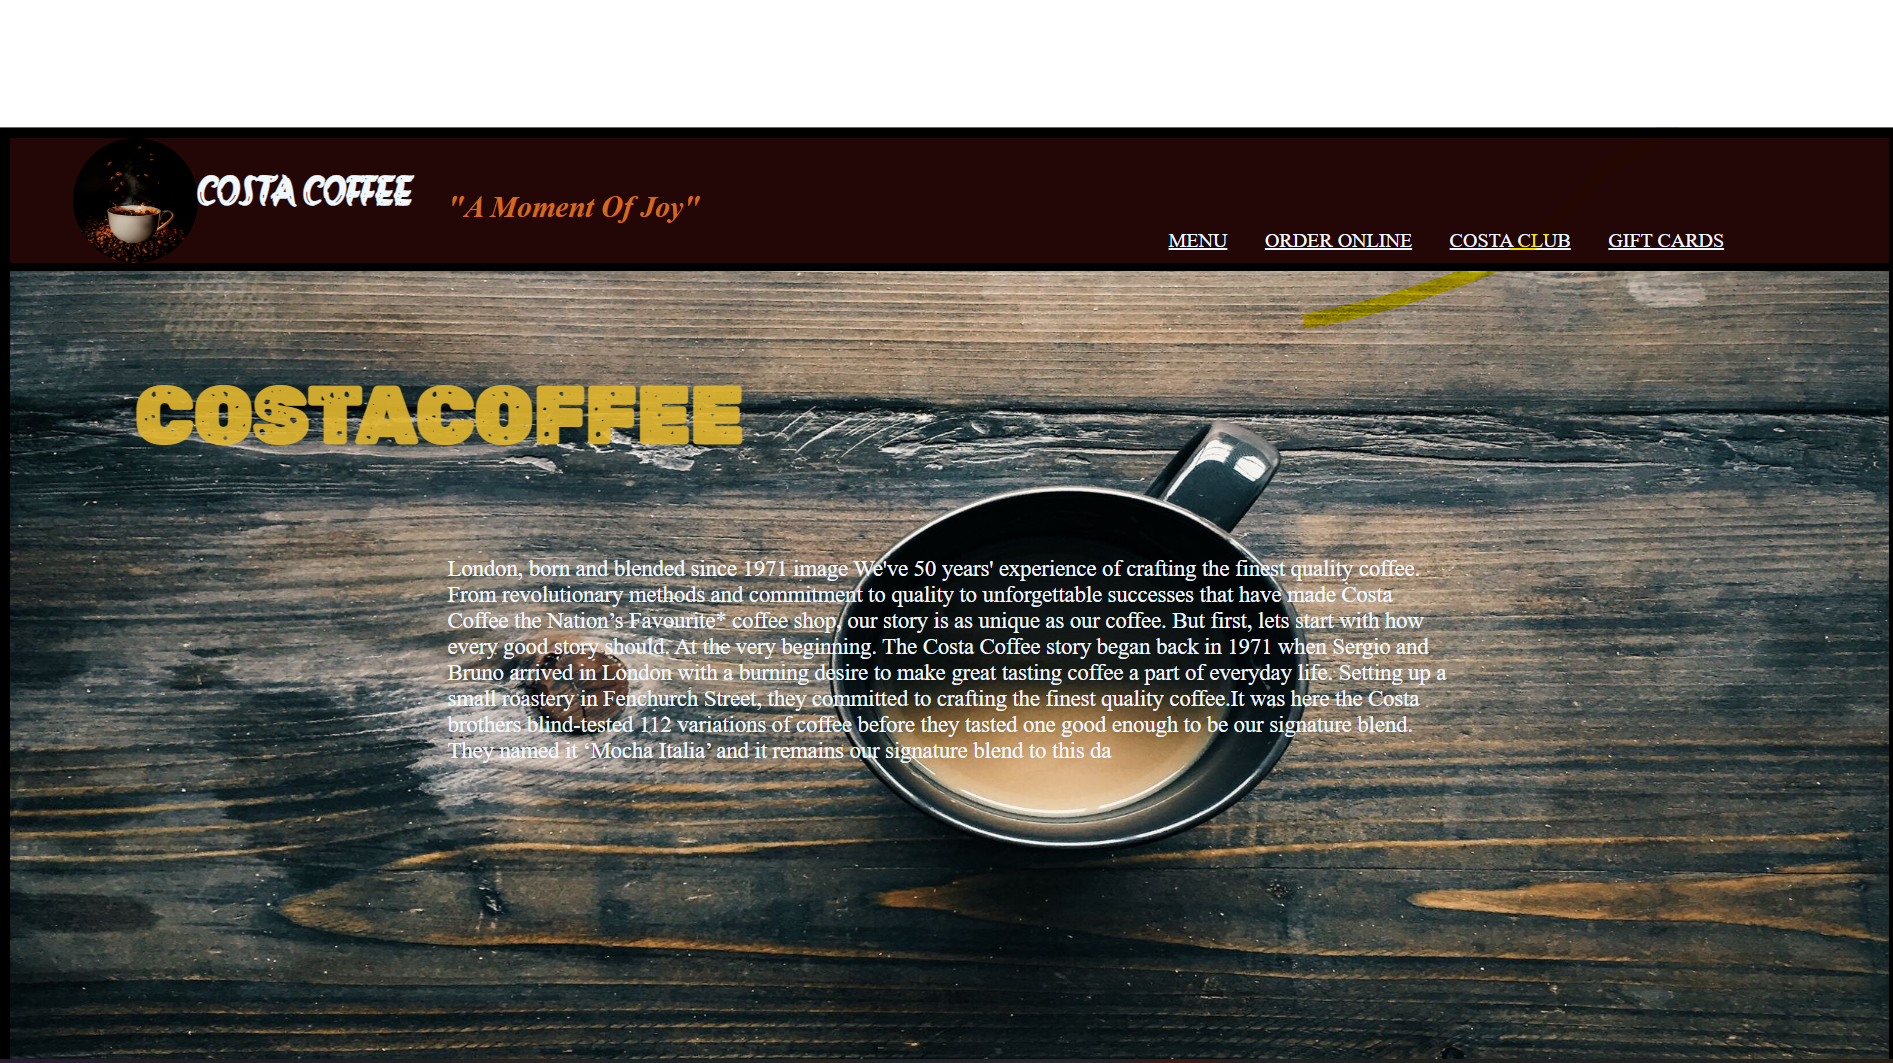 COSTA COFFEE
"A Moment Of Joy"
MENU ORDER ONLINE COSTA CLUB GIFT CARDS
COSTACOFFEE
London, born and blended since 1971 image We've 50 years' experience of crafting the finest quality coffee.
From revolutionary methods and commitment to quality to unforgettable successes that have made Costa
Coffee the Nation’s Favourite* coffee shop, our story is as unique as our coffee. But first, lets start with how
every good story should. At the very beginning. The Costa Coffee story began back in 1971 when Sergio and
Bruno arrived in London with a burning desire to make great tasting coffee a part of everyday life. Setting up a
small roastery in Fenchurch Street, they committed to crafting the finest quality coffee.It was here the Costa
brothers blind-tested 112 variations of coffee before they tasted one good enough to be our signature blend.
They named it ‘Mocha Italia’ and it remains our signature blend to this da